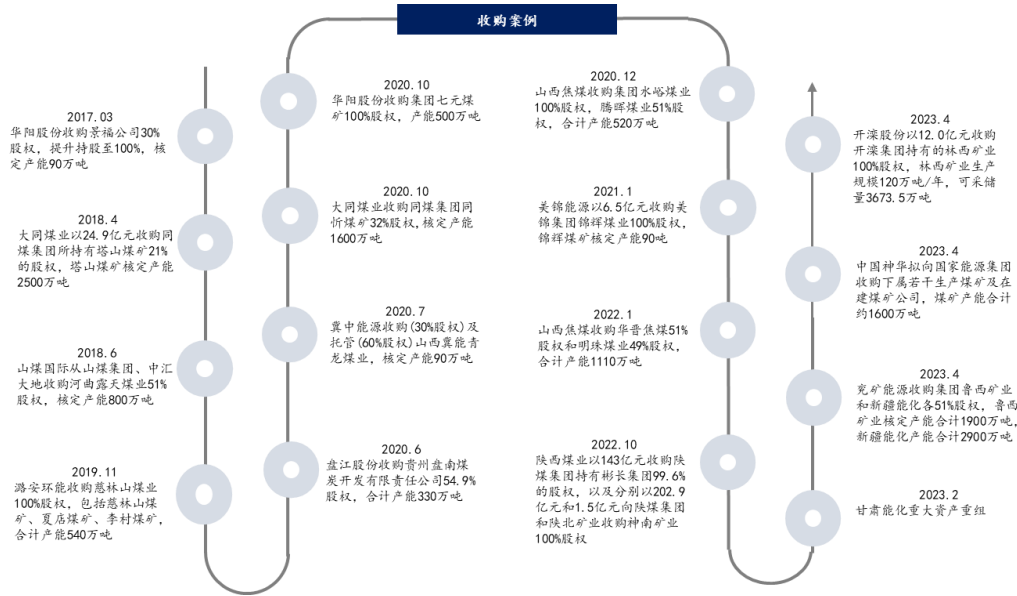 收购案例
2017.03
华阳股份收购景福公司30%
股权，提升持股至100%，核
定产能90万吨
2018.4
大同煤业以24.9亿元收购同
煤集团所持有塔山煤矿21%
的股权，塔山煤矿核定产能
2500万吨
2018.6
山煤国际从山煤集团、中汇
大地收购河曲露天煤业51%
股权，核定产能800万吨
2019.11
潞安环能收购慈林山煤业
100%股权，包括慈林山煤
矿、夏店煤矿、李村煤矿，
合计产能540万吨
2020.6
盘江股份收购贵州盘南煤
炭开发有限责任公司54.9%
股权，合计产能330万吨
2020.7
冀中能源收购(30%股权)及
托管(60%股权)山西冀能青
龙煤业，核定产能90万吨
2020.10
大同煤业收购同煤集团同
忻煤矿32%股权,核定产能
1600万吨
2020.10
华阳股份收购集团七元煤
矿100%股权，产能500万吨
2020.12
山西焦煤收购集团水峪煤业
100%股权，腾晖煤业51%股
权，合计产能520万吨
2021.1
美锦能源以6.5亿元收购美
锦集团锦辉煤业100%股权，
锦辉煤矿核定产能90吨
2022.1
山西焦煤收购华晋焦煤51%
股权和明珠煤业49%股权，
合计产能1110万吨
2022.10
陕西煤业以143亿元收购陕
煤集团持有彬长集团99.6%
的股权，以及分别以202.9
亿元和1.5亿元向陕煤集团
和陕北矿业收购神南矿业
100%股权
2023.2
甘肃能化重大资产重组
2023.4
兖矿能源收购集团鲁西矿业
和新疆能化各51%股权，鲁西
矿业核定产能合计1900万吨，
新疆能化产能合计2900万吨
2023.4
中国神华拟向国家能源集团
收购下属若干生产煤矿及在
建煤矿公司，煤矿产能合计
约1600万吨
2023.4
开滦股份以12.0亿元收购
开滦集团持有的林西矿业
100%股权，林西矿业生产
规模120万吨/年，可采储
量3673.5万吨